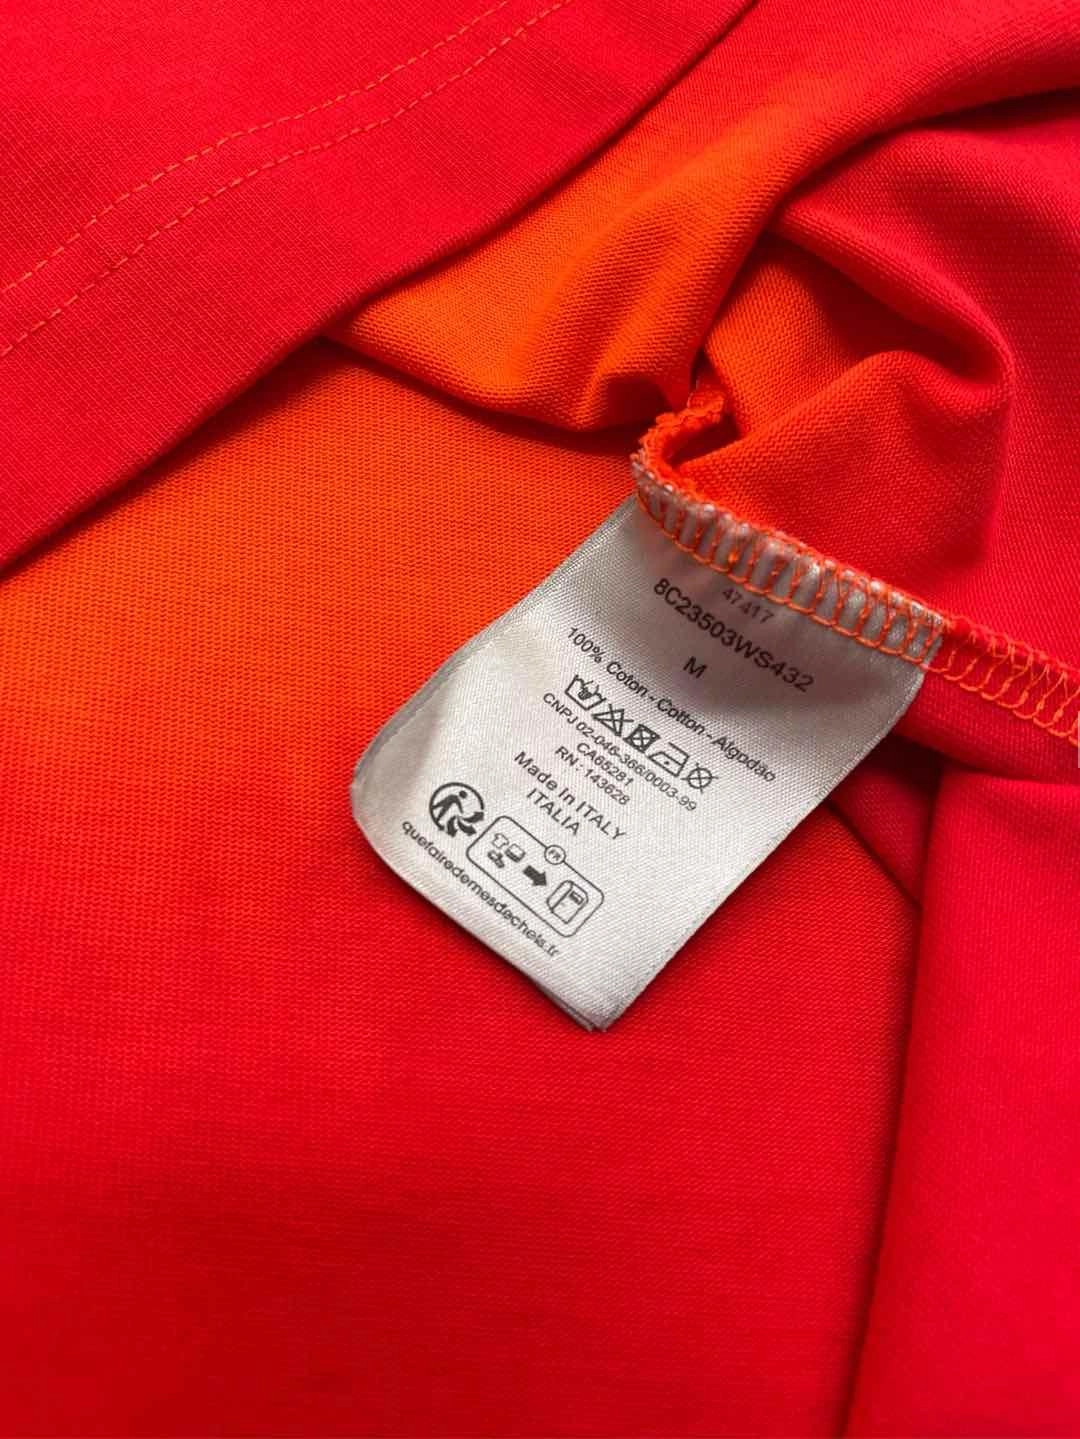 47417
8C23503WS432
M
100% Coton - Cotton - Algodão
CNPJ 02-046-366/0003-99
CA65281
RN : 143628
Made In ITALY
ITALIA
FR
quefairedemesdechets.fr